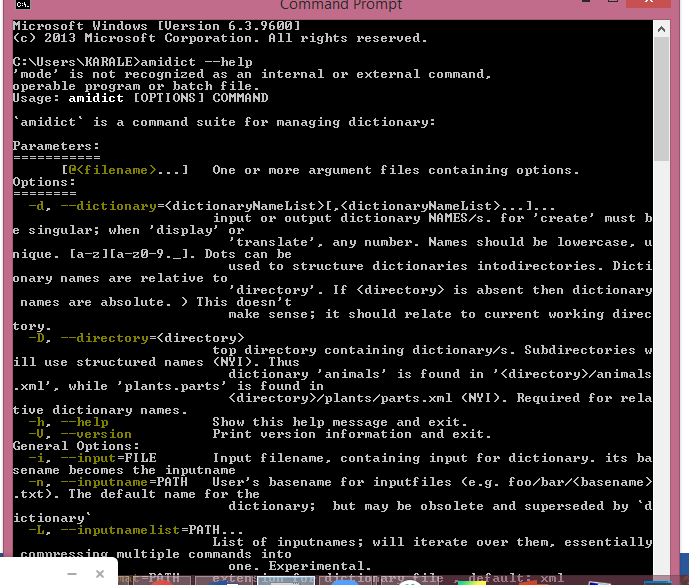 Command Prompt
Microsoft Windows [Version 6.3.9600]
(c) 2013 Microsoft Corporation. All rights reserved.
C:\Users\KARALE>amidict --help
'mode' is not recognized as an internal or external command,
operable program or batch file.
Usage: amidict [OPTIONS] COMMAND
`amidict` is a command suite for managing dictionary:
Parameters:
===========
[@<filename>...]   One or more argument files containing options.
Options:
========
-d, --dictionary=<dictionaryNameList>[,<dictionaryNameList>...]...
input or output dictionary NAMES/s. for 'create' must b
e singular; when 'display' or
'translate', any number. Names should be lowercase, u
nique. [a-z][a-z0-9._]. Dots can be
used to structure dictionaries intodirectories. Dicti
onary names are relative to
'directory'. If <directory> is absent then dictionary
names are absolute. ) This doesn't
make sense; it should relate to current working direc
tory.
-D, --directory=<directory>
top directory containing dictionary/s. Subdirectories w
ill use structured names (NYI). Thus
dictionary 'animals' is found in '<directory>/animals
.xml', while 'plants.parts' is found in
<directory>/plants/parts.xml (NYI). Required for rela
tive dictionary names.
-h, --help             Show this help message and exit.
-V, --version          Print version information and exit.
General Options:
-i, --input=FILE       Input filename, containing input for dictionary. its ba
sename becomes the inputname
-n, --inputname=PATH   User's basename for inputfiles (e.g. foo/bar/<basename>
.txt). The default name for the
dictionary;  but may be obsolete and superseded by `d
ictionary`
-L, --inputnamelist=PATH...
List of inputnames; will iterate over them, essentially
compressing multiple commands into
one. Experimental.
=PATH   extension for dictionary file , default: xml